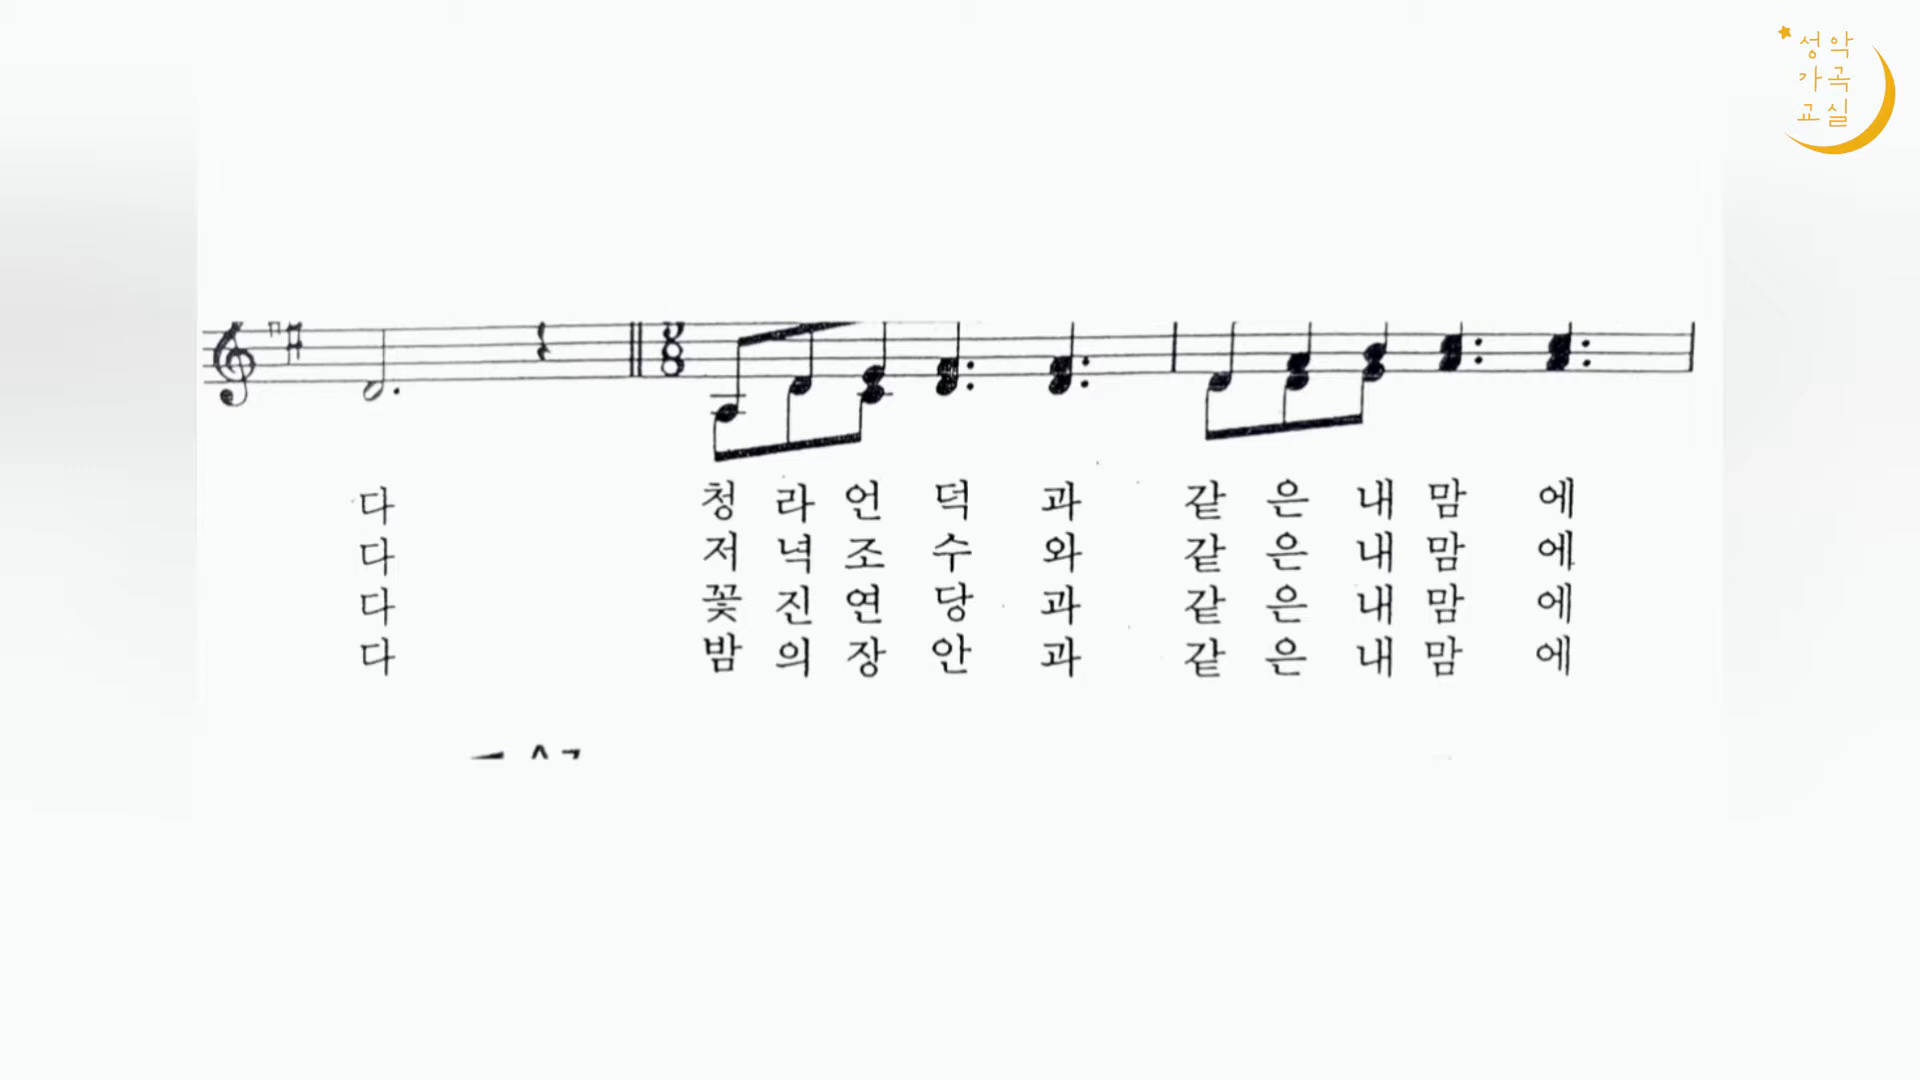 성악
가곡
교실
다 청 라 언 덕 과 같 은 내 맘 에
다 저 녁 조 수 와 같 은 내 맘 에
다 꽃 진 연 당 과 같 은 내 맘 에
다 밤 의 장 안 과 같 은 내 맘 에